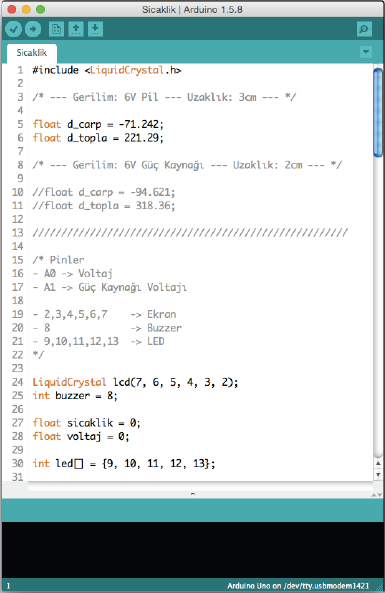 Sicaklik | Arduino 1.5.8
Sicaklik
1 #include <LiquidCrystal.h>
2
3 /* --- Gerilim: 6V Pil --- Uzaklık: 3cm --- */
4
5 float d_carp = -71.242;
6 float d_topla = 221.29;
7
8 /* --- Gerilim: 6V Güç Kaynağı --- Uzaklık: 2cm --- */
9
10 //float d_carp = -94.621;
11 //float d_topla = 318.36;
12
13 //////////////////////////////////////////////////////
14
15 /* Pinler
16 - A0 -> Voltaj
17 - A1 -> Güç Kaynağı Voltajı
18
19 - 2,3,4,5,6,7 -> Ekran
20 - 8 -> Buzzer
21 - 9,10,11,12,13 -> LED
22 */
23
24 LiquidCrystal lcd(7, 6, 5, 4, 3, 2);
25 int buzzer = 8;
26
27 float sicaklik = 0;
28 float voltaj = 0;
29
30 int led[] = {9, 10, 11, 12, 13};
31
1 Arduino Uno on /dev/tty.usbmodem1421